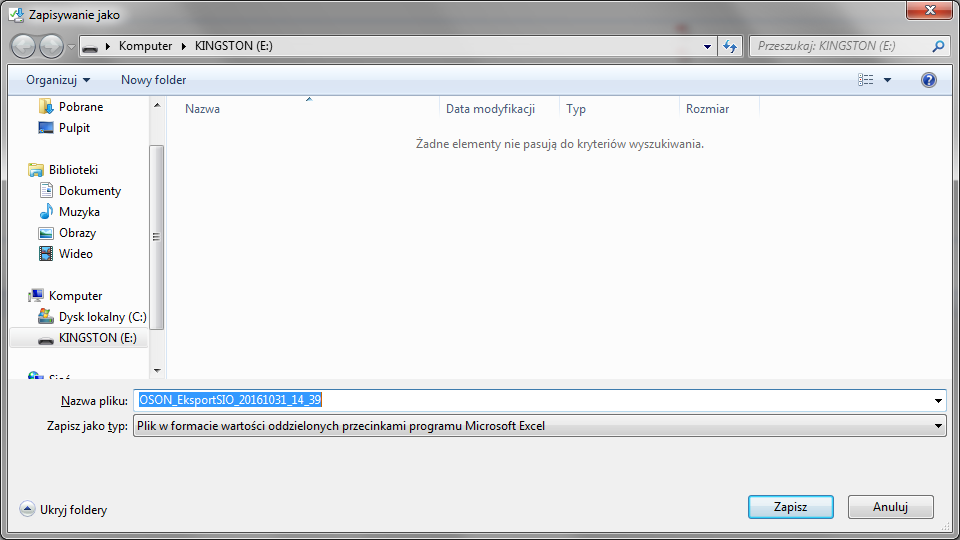 Zapisywanie jako
Komputer KINGSTON (E:)
Przeszukaj: KINGSTON (E:)
Organizuj
Nowy folder
Pobrane
Pulpit
Biblioteki
Dokumenty
Muzyka
Obrazy
Wideo
Komputer
Dysk lokalny (C:)
KINGSTON (E:)
Sieć
Nazwa
Data modyfikacji
Typ
Rozmiar
Żadne elementy nie pasują do kryteriów wyszukiwania.
Nazwa pliku: OSON_EksportSIO_20161031_14_39
Zapisz jako typ: Plik w formacie wartości oddzielonych przecinkami programu Microsoft Excel
Ukryj foldery
Zapisz
Anuluj